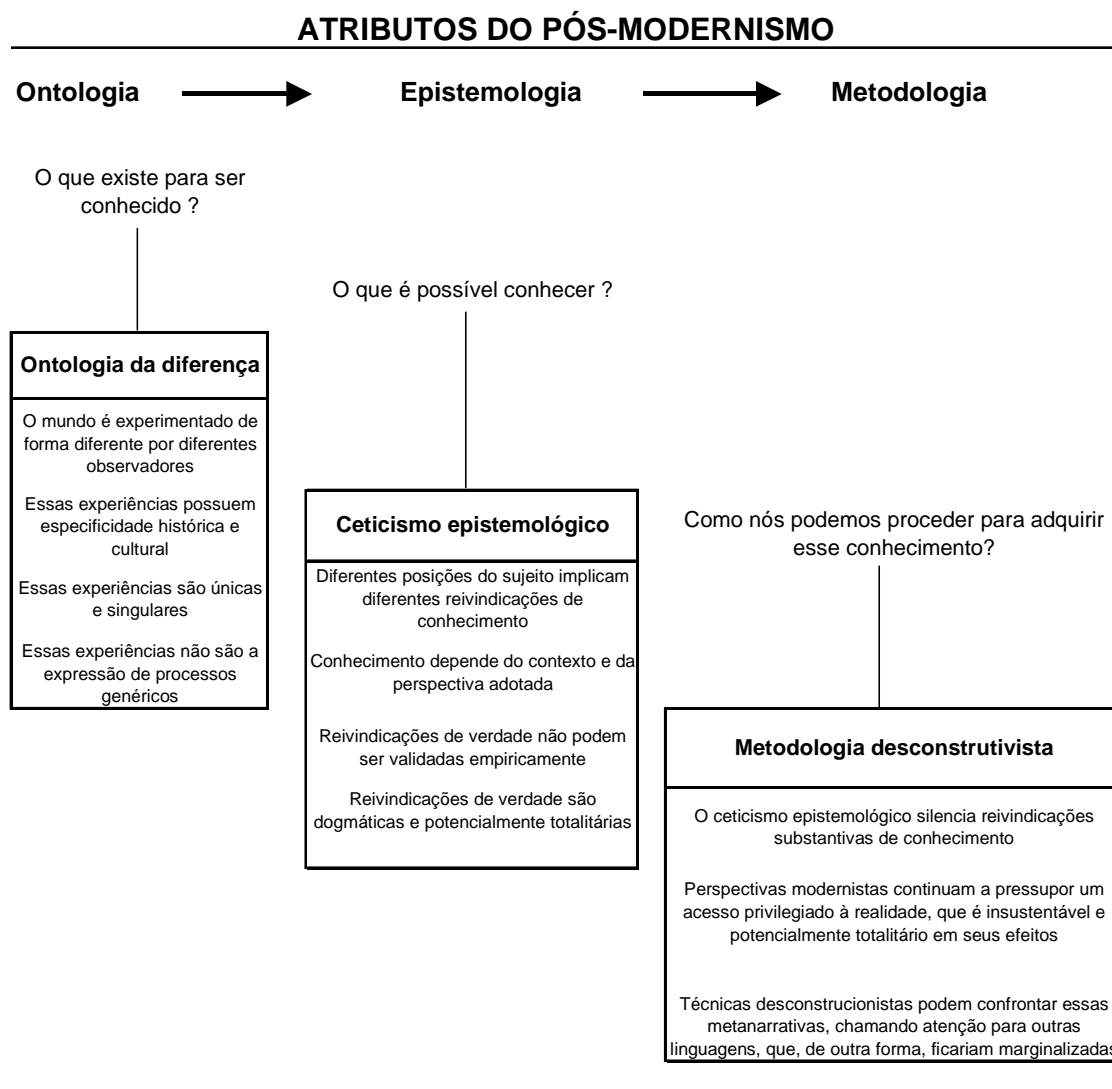 ATRIBUTOS DO PÓS-MODERNISMO
Ontologia
Epistemologia
Metodologia
O que existe para ser
conhecido ?
Ontologia da diferença
O mundo é experimentado de
forma diferente por diferentes
observadores
Essas experiências possuem
especificidade histórica e
cultural
Essas experiências são únicas
e singulares
Essas experiências não são a
expressão de processos
genéricos
O que é possível conhecer ?
Ceticismo epistemológico
Diferentes posições do sujeito implicam
diferentes reivindicações de
conhecimento
Conhecimento depende do contexto e da
perspectiva adotada
Reivindicações de verdade não podem
ser validadas empiricamente
Reivindicações de verdade são
dogmáticas e potencialmente totalitárias
Como nós podemos proceder para adquirir
esse conhecimento?
Metodologia desconstrutivista
O ceticismo epistemológico silencia reivindicações
substantivas de conhecimento
Perspectivas modernistas continuam a pressupor um
acesso privilegiado à realidade, que é insustentável e
potencialmente totalitário em seus efeitos
Técnicas desconstrucionistas podem confrontar essas
metanarrativas, chamando atenção para outras
linguagens, que, de outra forma, ficariam marginalizadas